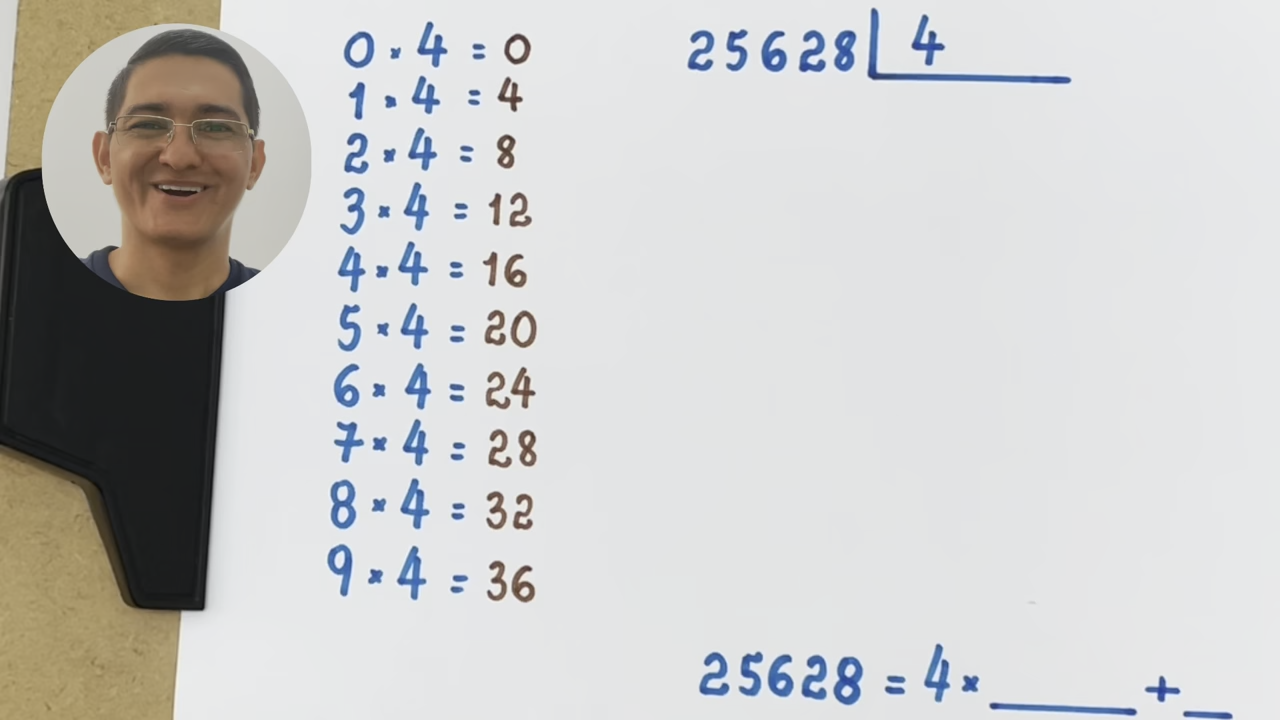 0 × 4 = 0
1 × 4 = 4
2 × 4 = 8
3 × 4 = 12
4 × 4 = 16
5 × 4 = 20
6 × 4 = 24
7 × 4 = 28
8 × 4 = 32
9 × 4 = 36
25628 4
25628 = 4 × ____ + __